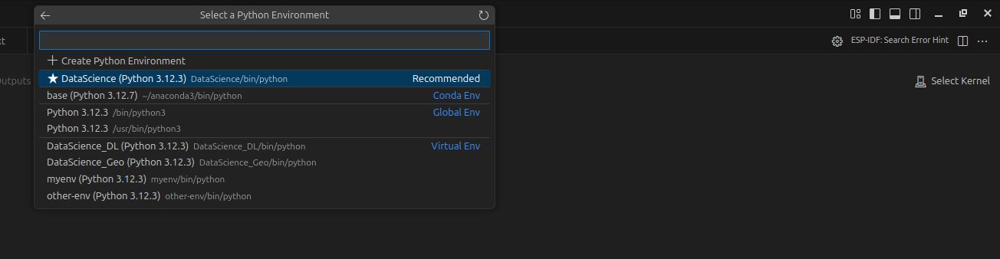 Select a Python Environment
xt
ESP-IDF: Search Error Hint
Create Python Environment
Outputs
Select Kernel
DataScience (Python 3.12.3) DataScience/bin/python Recommended
base (Python 3.12.7) ~/anaconda3/bin/python Conda Env
Python 3.12.3 /bin/python3 Global Env
Python 3.12.3 /usr/bin/python3
DataScience_DL (Python 3.12.3) DataScience_DL/bin/python Virtual Env
DataScience_Geo (Python 3.12.3) DataScience_Geo/bin/python
myenv (Python 3.12.3) myenv/bin/python
other-env (Python 3.12.3) other-env/bin/python